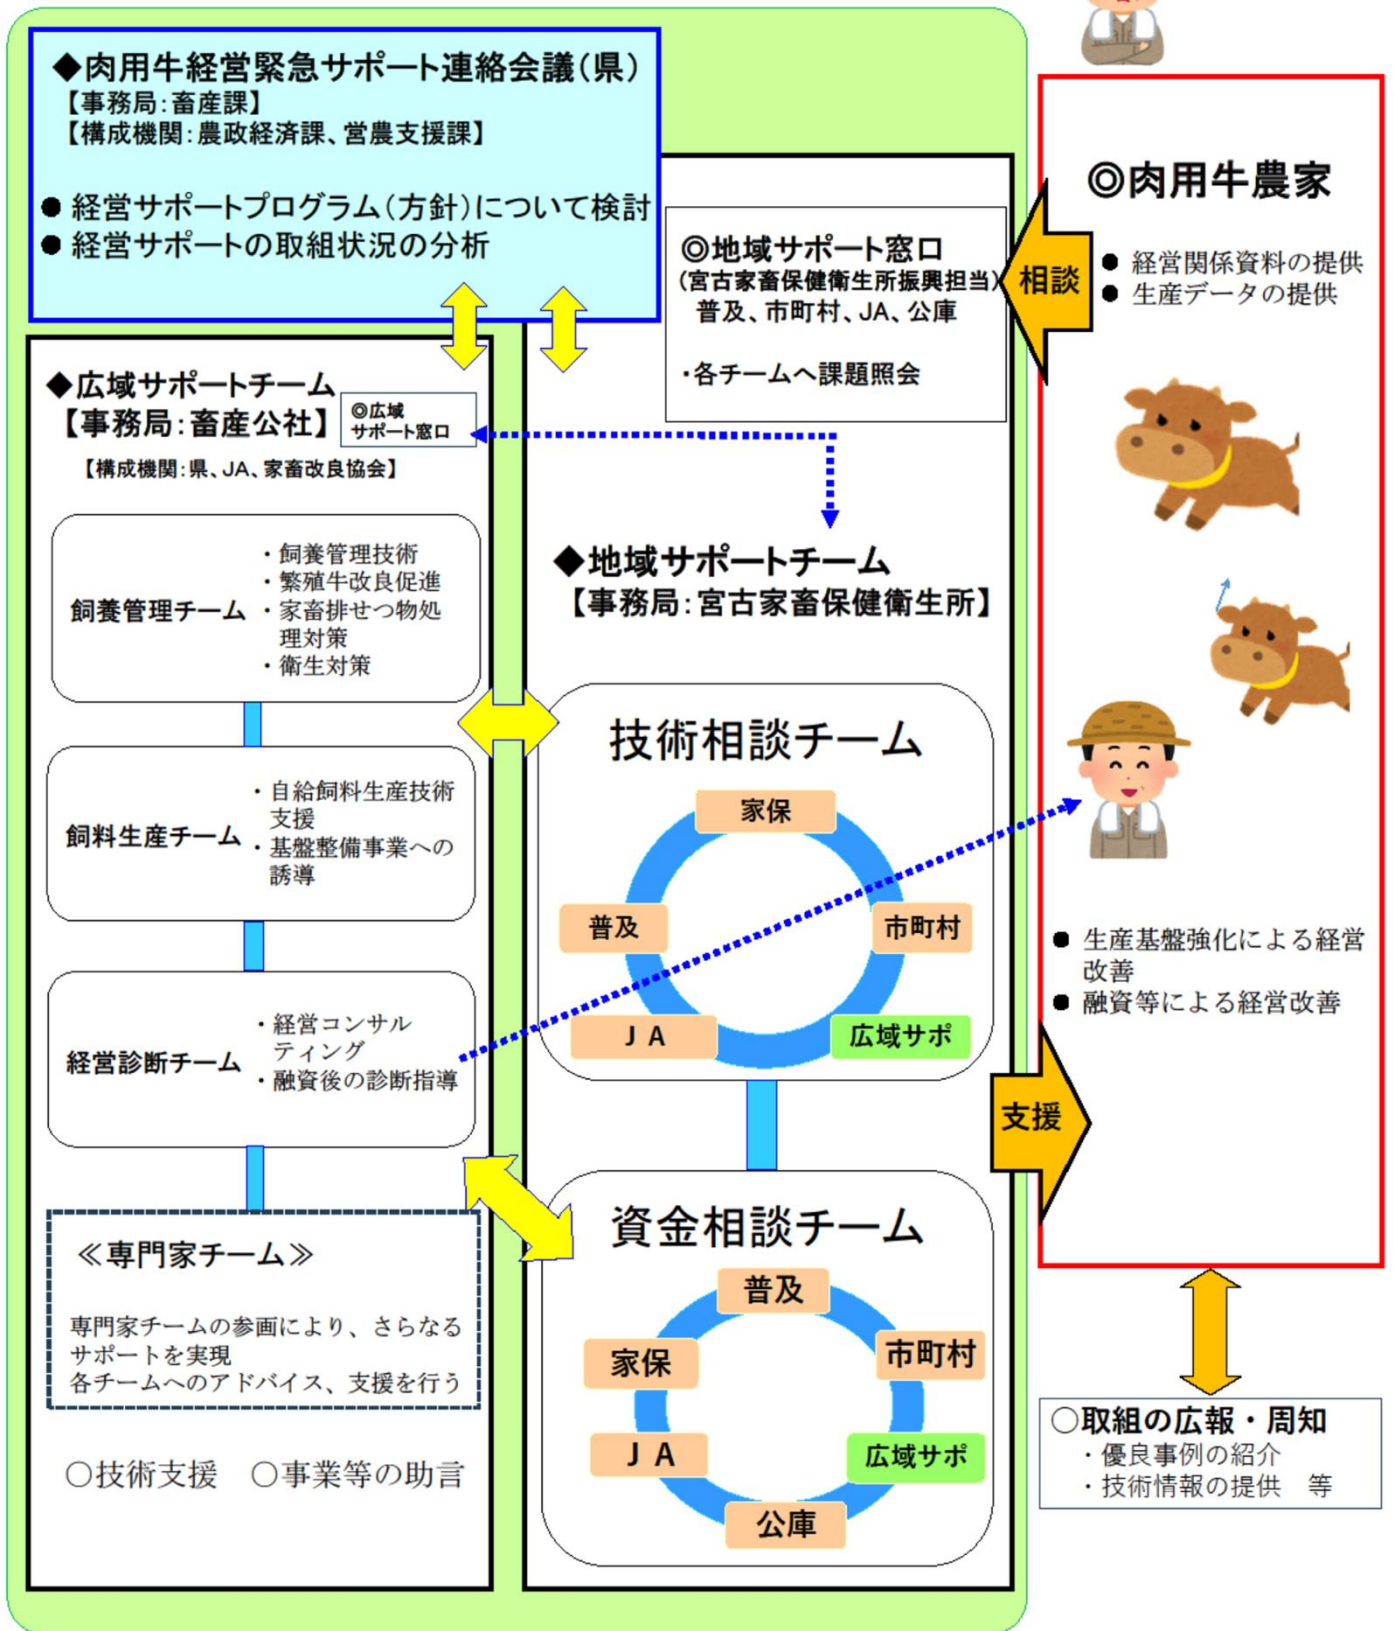 ◆肉用牛経営緊急サポート連絡会議(県)
【事務局:畜産課】
【構成機関:農政経済課、営農支援課】
● 経営サポートプログラム(方針)について検討
● 経営サポートの取組状況の分析
◎地域サポート窓口
(宮古家畜保健衛生所振興担当)
普及、市町村、JA、公庫
・各チームへ課題照会
相談
◎肉用牛農家
● 経営関係資料の提供
● 生産データの提供
◆広域サポートチーム
【事務局:畜産公社】
◎広域
サポート窓口
【構成機関:県、JA、家畜改良協会】
飼養管理チーム
・飼養管理技術
・繁殖牛改良促進
・家畜排せつ物処
理対策
・衛生対策
飼料生産チーム
・自給飼料生産技術
支援
・基盤整備事業への
誘導
経営診断チーム
・経営コンサル
ティング
・融資後の診断指導
≪専門家チーム≫
専門家チームの参画により、さらなる
サポートを実現
各チームへのアドバイス、支援を行う
○技術支援 ○事業等の助言
◆地域サポートチーム
【事務局:宮古家畜保健衛生所】
技術相談チーム
家保
普及
市町村
JA
広域サポ
資金相談チーム
普及
家保
市町村
JA
広域サポ
公庫
● 生産基盤強化による経営
改善
● 融資等による経営改善
支援
○取組の広報・周知
・優良事例の紹介
・技術情報の提供 等